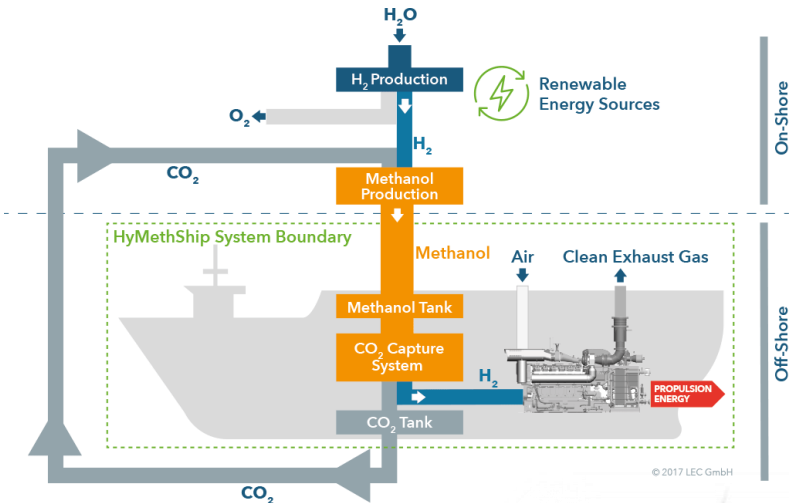 H₂O
H₂ Production
Renewable
Energy Sources
O₂
H₂
CO₂
Methanol
Production
On-Shore
HyMethShip System Boundary
Methanol
Air
Clean Exhaust Gas
Methanol Tank
CO₂ Capture
System
H₂
PROPULSION
ENERGY
CO₂ Tank
Off-Shore
© 2017 LEC GmbH
CO₂